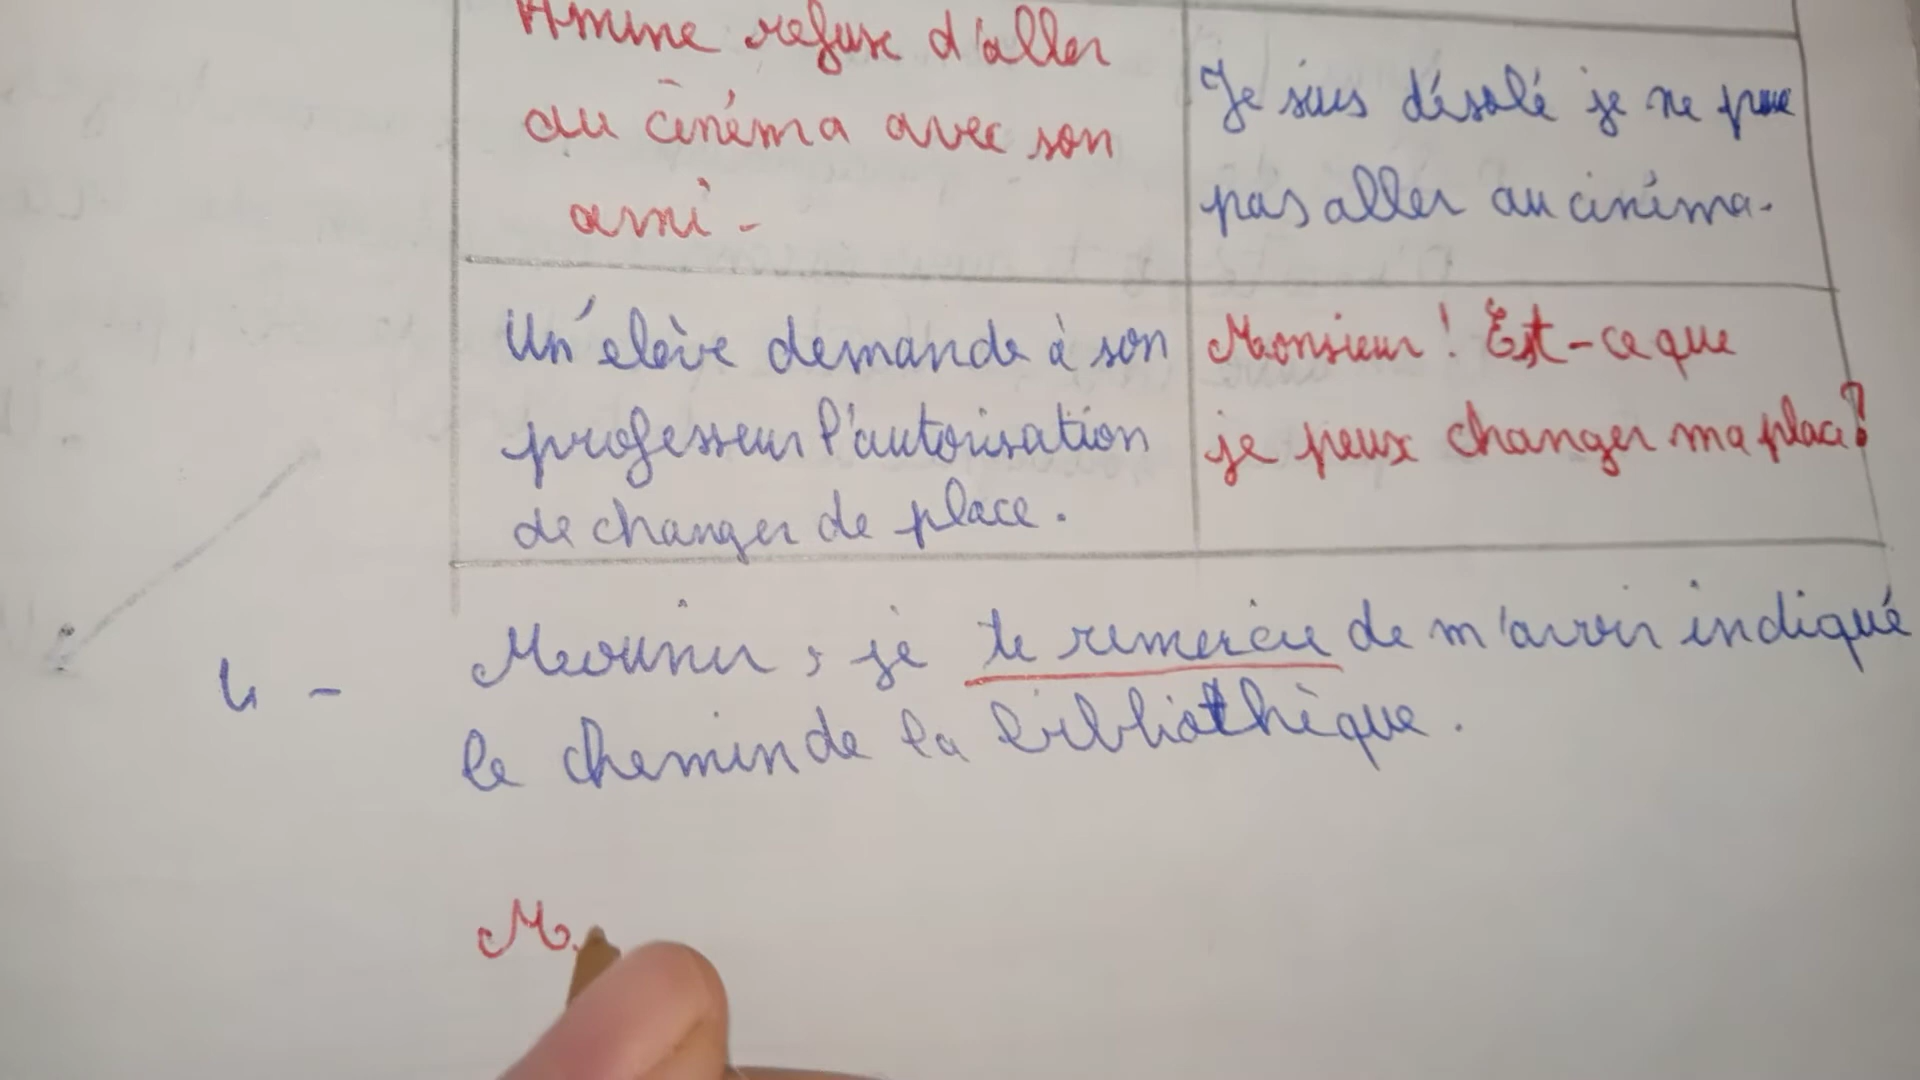 Amine refuse d'aller
au cinéma avec son
ami -
Je suis désolé je ne peux
pas aller au cinéma.
Un élève demande à son
professeur l'autorisation
de changer de place.
Monsieur ! Est-ce que
je peux changer ma place ?
4 - Mounir, je te remercie de m'avoir indiqué
le chemin de la bibliothèque.
M